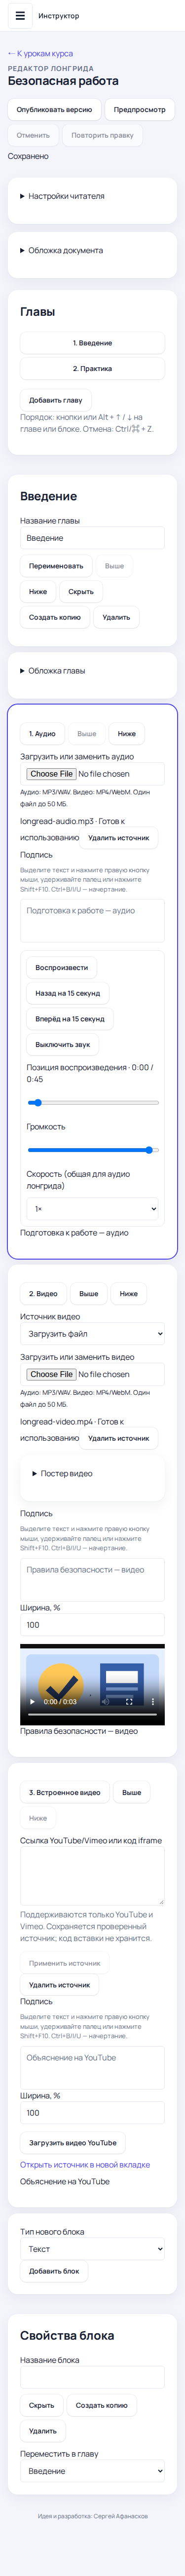 ☰ Инструктор
← К урокам курса
РЕДАКТОР ЛОНГРИДА
Безопасная работа
Опубликовать версию Предпросмотр
Отменить Повторить правку
Сохранено
▸ Настройки читателя
▸ Обложка документа
Главы
1. Введение
2. Практика
Добавить главу
Порядок: кнопки или Alt + ↑ / ↓ на
главе или блоке. Отмена: Ctrl/⌘ + Z.
Введение
Название главы
Введение
Переименовать Выше
Ниже Скрыть
Создать копию Удалить
▸ Обложка главы
1. Аудио Выше Ниже
Загрузить или заменить аудио
Choose File No file chosen
Аудио: MP3/WAV. Видео: MP4/WebM. Один
файл до 50 МБ.
longread-audio.mp3 · Готов к
использованию Удалить источник
Подпись
Выделите текст и нажмите правую кнопку
мыши, удерживайте палец или нажмите
Shift+F10. Ctrl+B/I/U — начертание.
Подготовка к работе — аудио
Воспроизвести
Назад на 15 секунд
Вперёд на 15 секунд
Выключить звук
Позиция воспроизведения · 0:00 /
0:45
Громкость
Скорость (общая для аудио
лонгрида)
1×
Подготовка к работе — аудио
2. Видео Выше Ниже
Источник видео
Загрузить файл
Загрузить или заменить видео
Choose File No file chosen
Аудио: MP3/WAV. Видео: MP4/WebM. Один
файл до 50 МБ.
longread-video.mp4 · Готов к
использованию Удалить источник
▸ Постер видео
Подпись
Выделите текст и нажмите правую кнопку
мыши, удерживайте палец или нажмите
Shift+F10. Ctrl+B/I/U — начертание.
Правила безопасности — видео
Ширина, %
100
0:00 / 0:03
Правила безопасности — видео
3. Встроенное видео Выше
Ниже
Ссылка YouTube/Vimeo или код iframe
Поддерживаются только YouTube и
Vimeo. Сохраняется проверенный
источник; код вставки не хранится.
Применить источник
Удалить источник
Подпись
Выделите текст и нажмите правую кнопку
мыши, удерживайте палец или нажмите
Shift+F10. Ctrl+B/I/U — начертание.
Объяснение на YouTube
Ширина, %
100
Загрузить видео YouTube
Открыть источник в новой вкладке
Объяснение на YouTube
Тип нового блока
Текст
Добавить блок
Свойства блока
Название блока
Скрыть Создать копию
Удалить
Переместить в главу
Введение
Идея и разработка: Сергей Афанасков